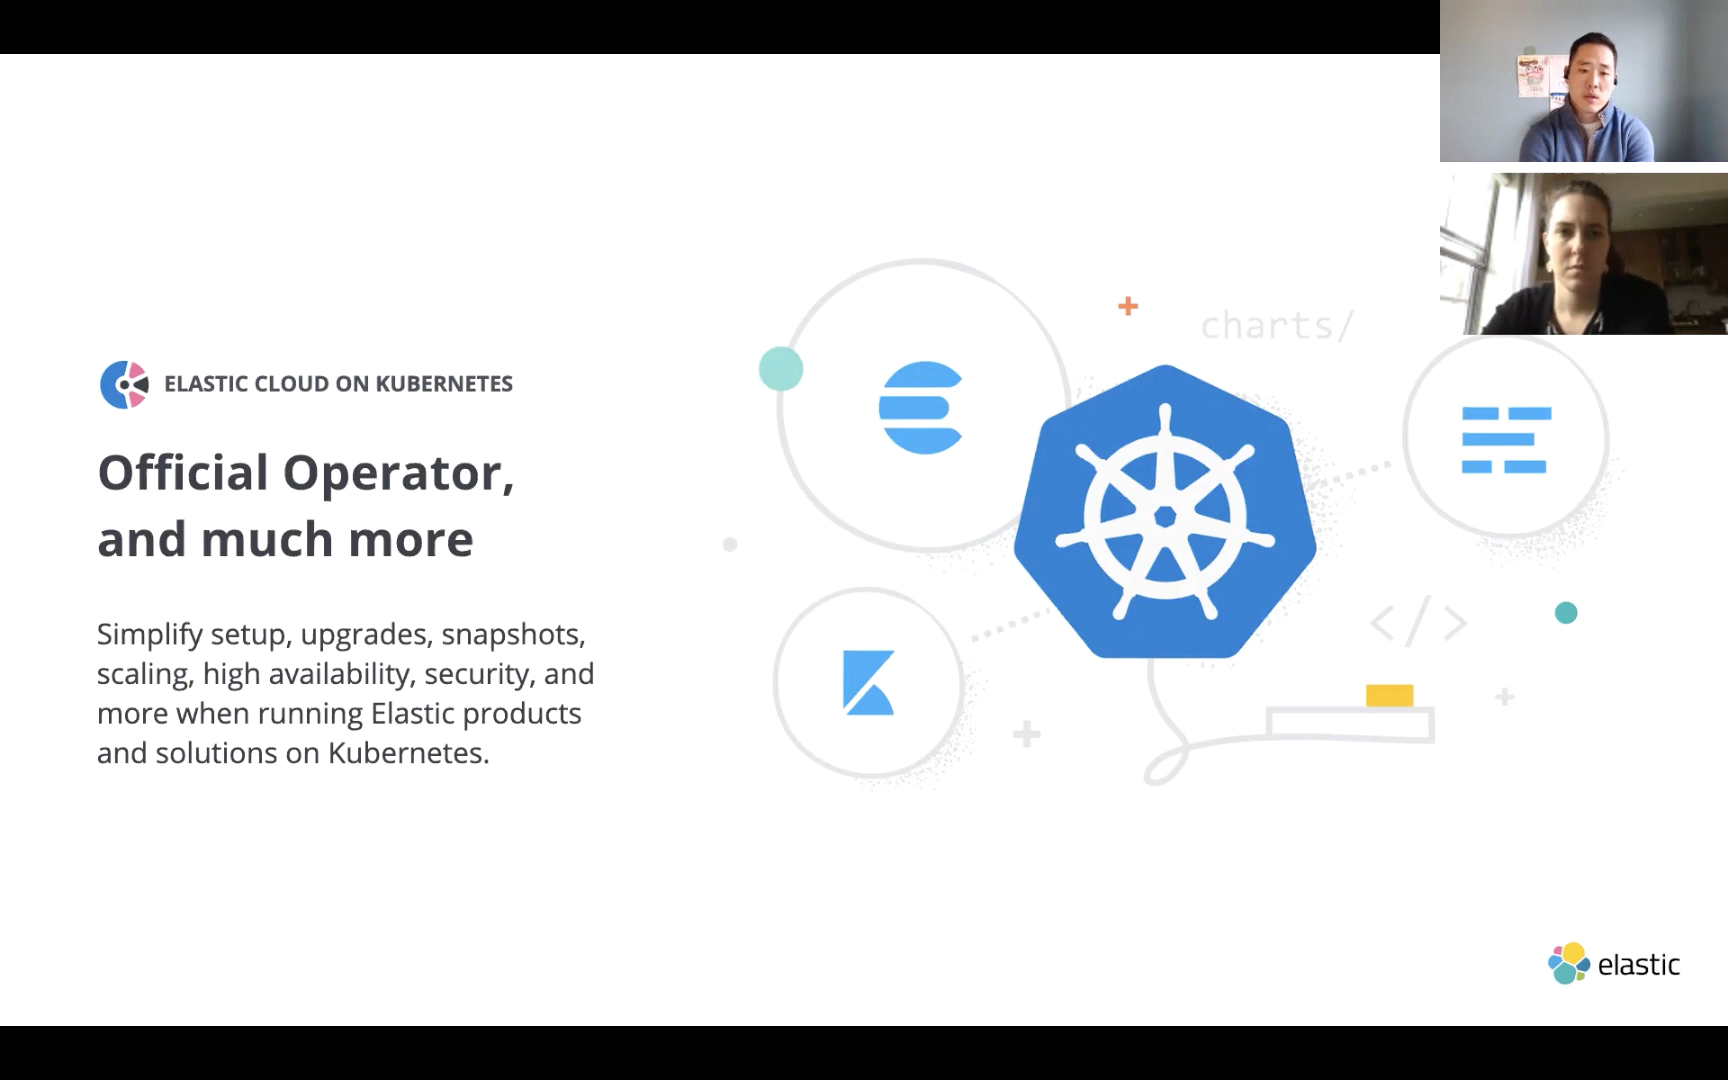 ELASTIC CLOUD ON KUBERNETES
Official Operator,
and much more
Simplify setup, upgrades, snapshots,
scaling, high availability, security, and
more when running Elastic products
and solutions on Kubernetes.
charts/
</>
elastic